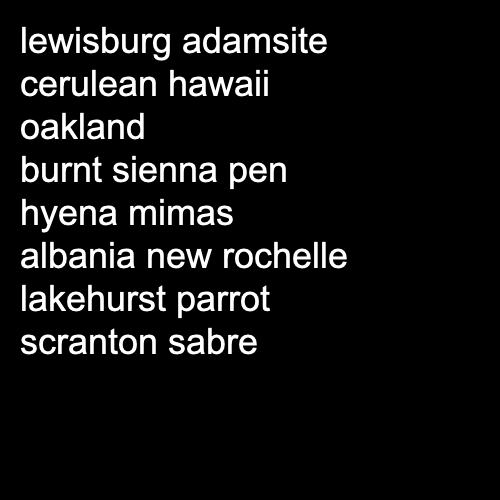 lewisburg adamsite
cerulean hawaii
oakland
burnt sienna pen
hyena mimas
albania new rochelle
lakehurst parrot
scranton sabre